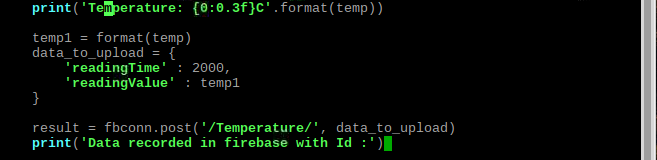 print('Temperature: {0:0.3f}C'.format(temp))
temp1 = format(temp)
data_to_upload = {
    'readingTime' : 2000,
    'readingValue' : temp1
}
result = fbconn.post('/Temperature/', data_to_upload)
print('Data recorded in firebase with Id :')